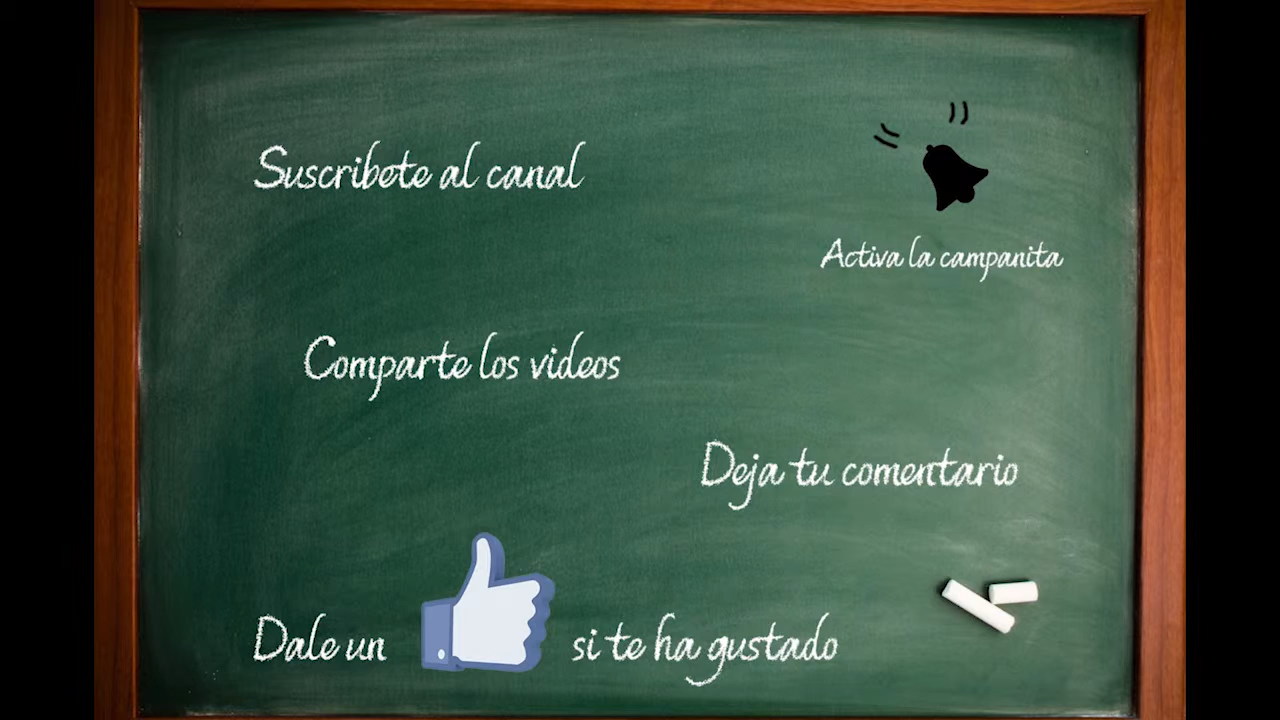 Suscribete al canal
Activa la campanita
Comparte los videos
Deja tu comentario
Dale un si te ha gustado